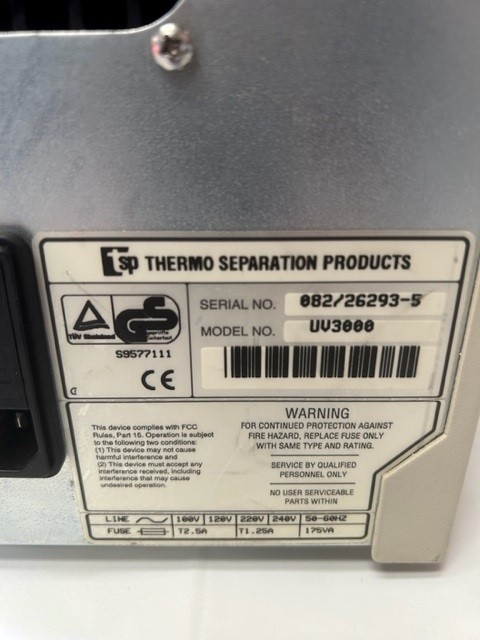 tsp THERMO SEPARATION PRODUCTS
SERIAL NO. 082/26293-5
MODEL NO. UV3000
TÜV Rheinland
geprüfte Sicherheit
S9577111
CE
WARNING
FOR CONTINUED PROTECTION AGAINST
FIRE HAZARD, REPLACE FUSE ONLY
WITH SAME TYPE AND RATING.
SERVICE BY QUALIFIED
PERSONNEL ONLY
NO USER SERVICEABLE
PARTS WITHIN
This device complies with FCC
Rules, Part 15. Operation is subject
to the following two conditions:
(1) This device may not cause
harmful interference and
(2) This device must accept any
interference received, including
interference that may cause
undesired operation.
LINE 100V 120V 220V 240V 50-60HZ
FUSE T2.5A T1.25A 175VA